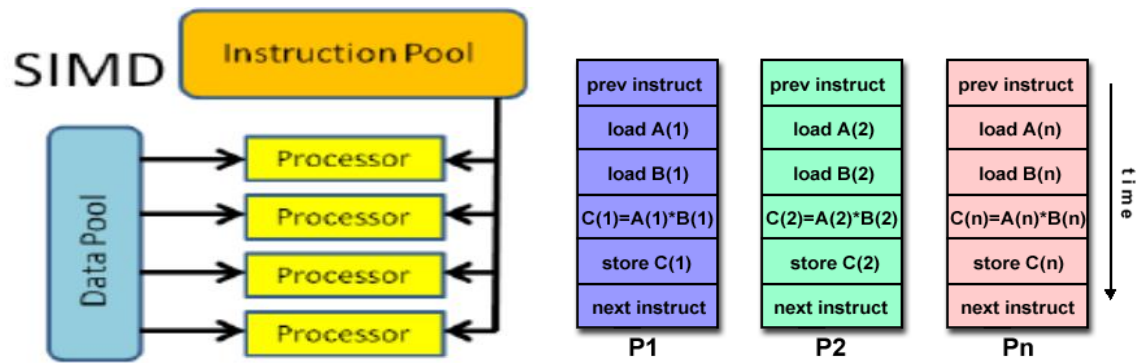 SIMD
Instruction Pool
Data Pool
Processor
Processor
Processor
Processor
prev instruct
load A(1)
load B(1)
C(1)=A(1)*B(1)
store C(1)
next instruct
P1
prev instruct
load A(2)
load B(2)
C(2)=A(2)*B(2)
store C(2)
next instruct
P2
prev instruct
load A(n)
load B(n)
C(n)=A(n)*B(n)
store C(n)
next instruct
Pn
time